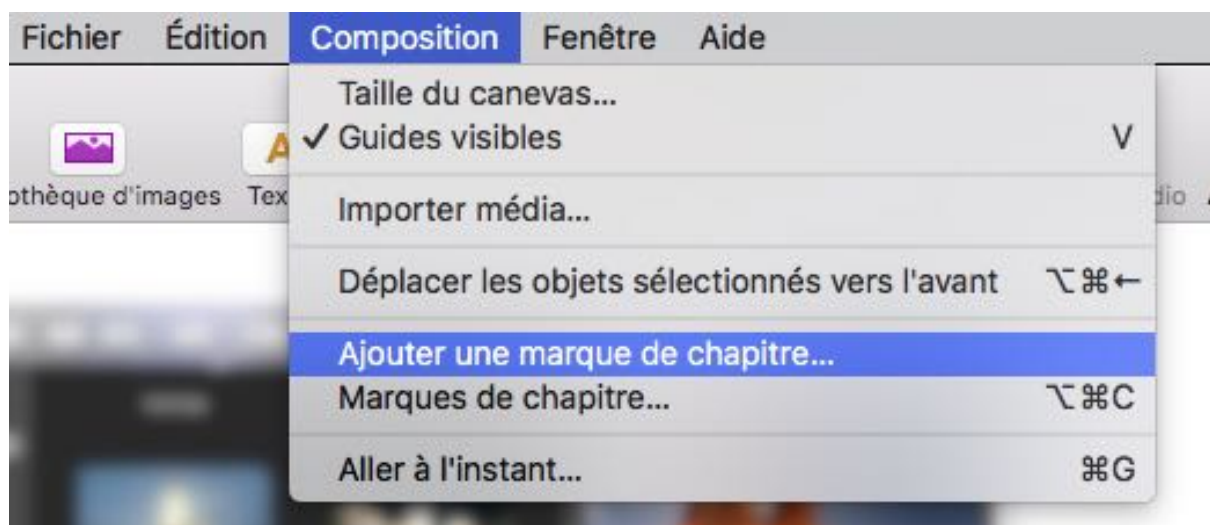 Fichier Édition Composition Fenêtre Aide
Taille du canevas...
✓ Guides visibles V
d'images
Importer média...
Déplacer les objets sélectionnés vers l'avant ⌥⌘←
Ajouter une marque de chapitre...
Marques de chapitre... ⌥⌘C
Aller à l'instant... ⌘G